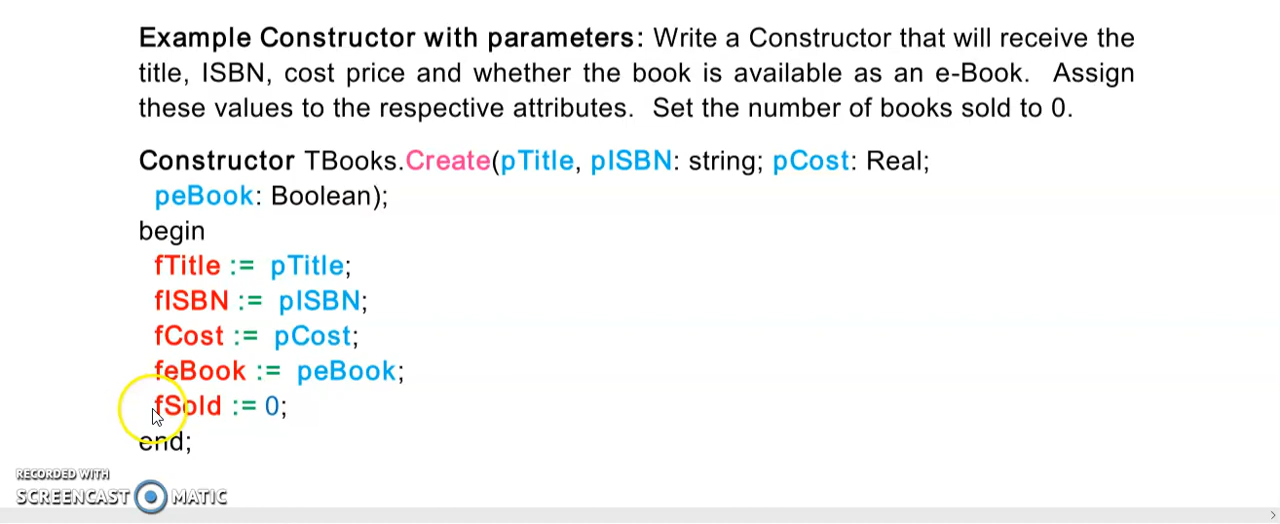 Example Constructor with parameters: Write a Constructor that will receive the
title, ISBN, cost price and whether the book is available as an e-Book. Assign
these values to the respective attributes. Set the number of books sold to 0.
Constructor TBooks.Create(pTitle, pISBN: string; pCost: Real;
peBook: Boolean);
begin
fTitle := pTitle;
fISBN := pISBN;
fCost := pCost;
feBook := peBook;
fSold := 0;
end;
RECORDED WITH
SCREENCAST MATIC